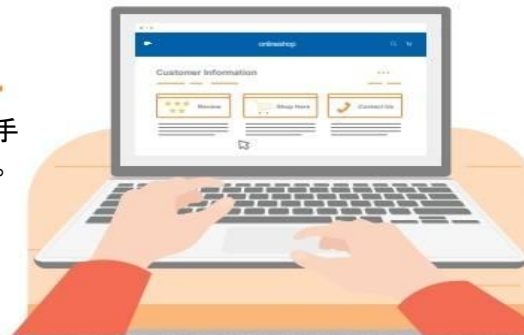 手
。
onlineshop
Customer Information
Review
Shop Here
Contact Us